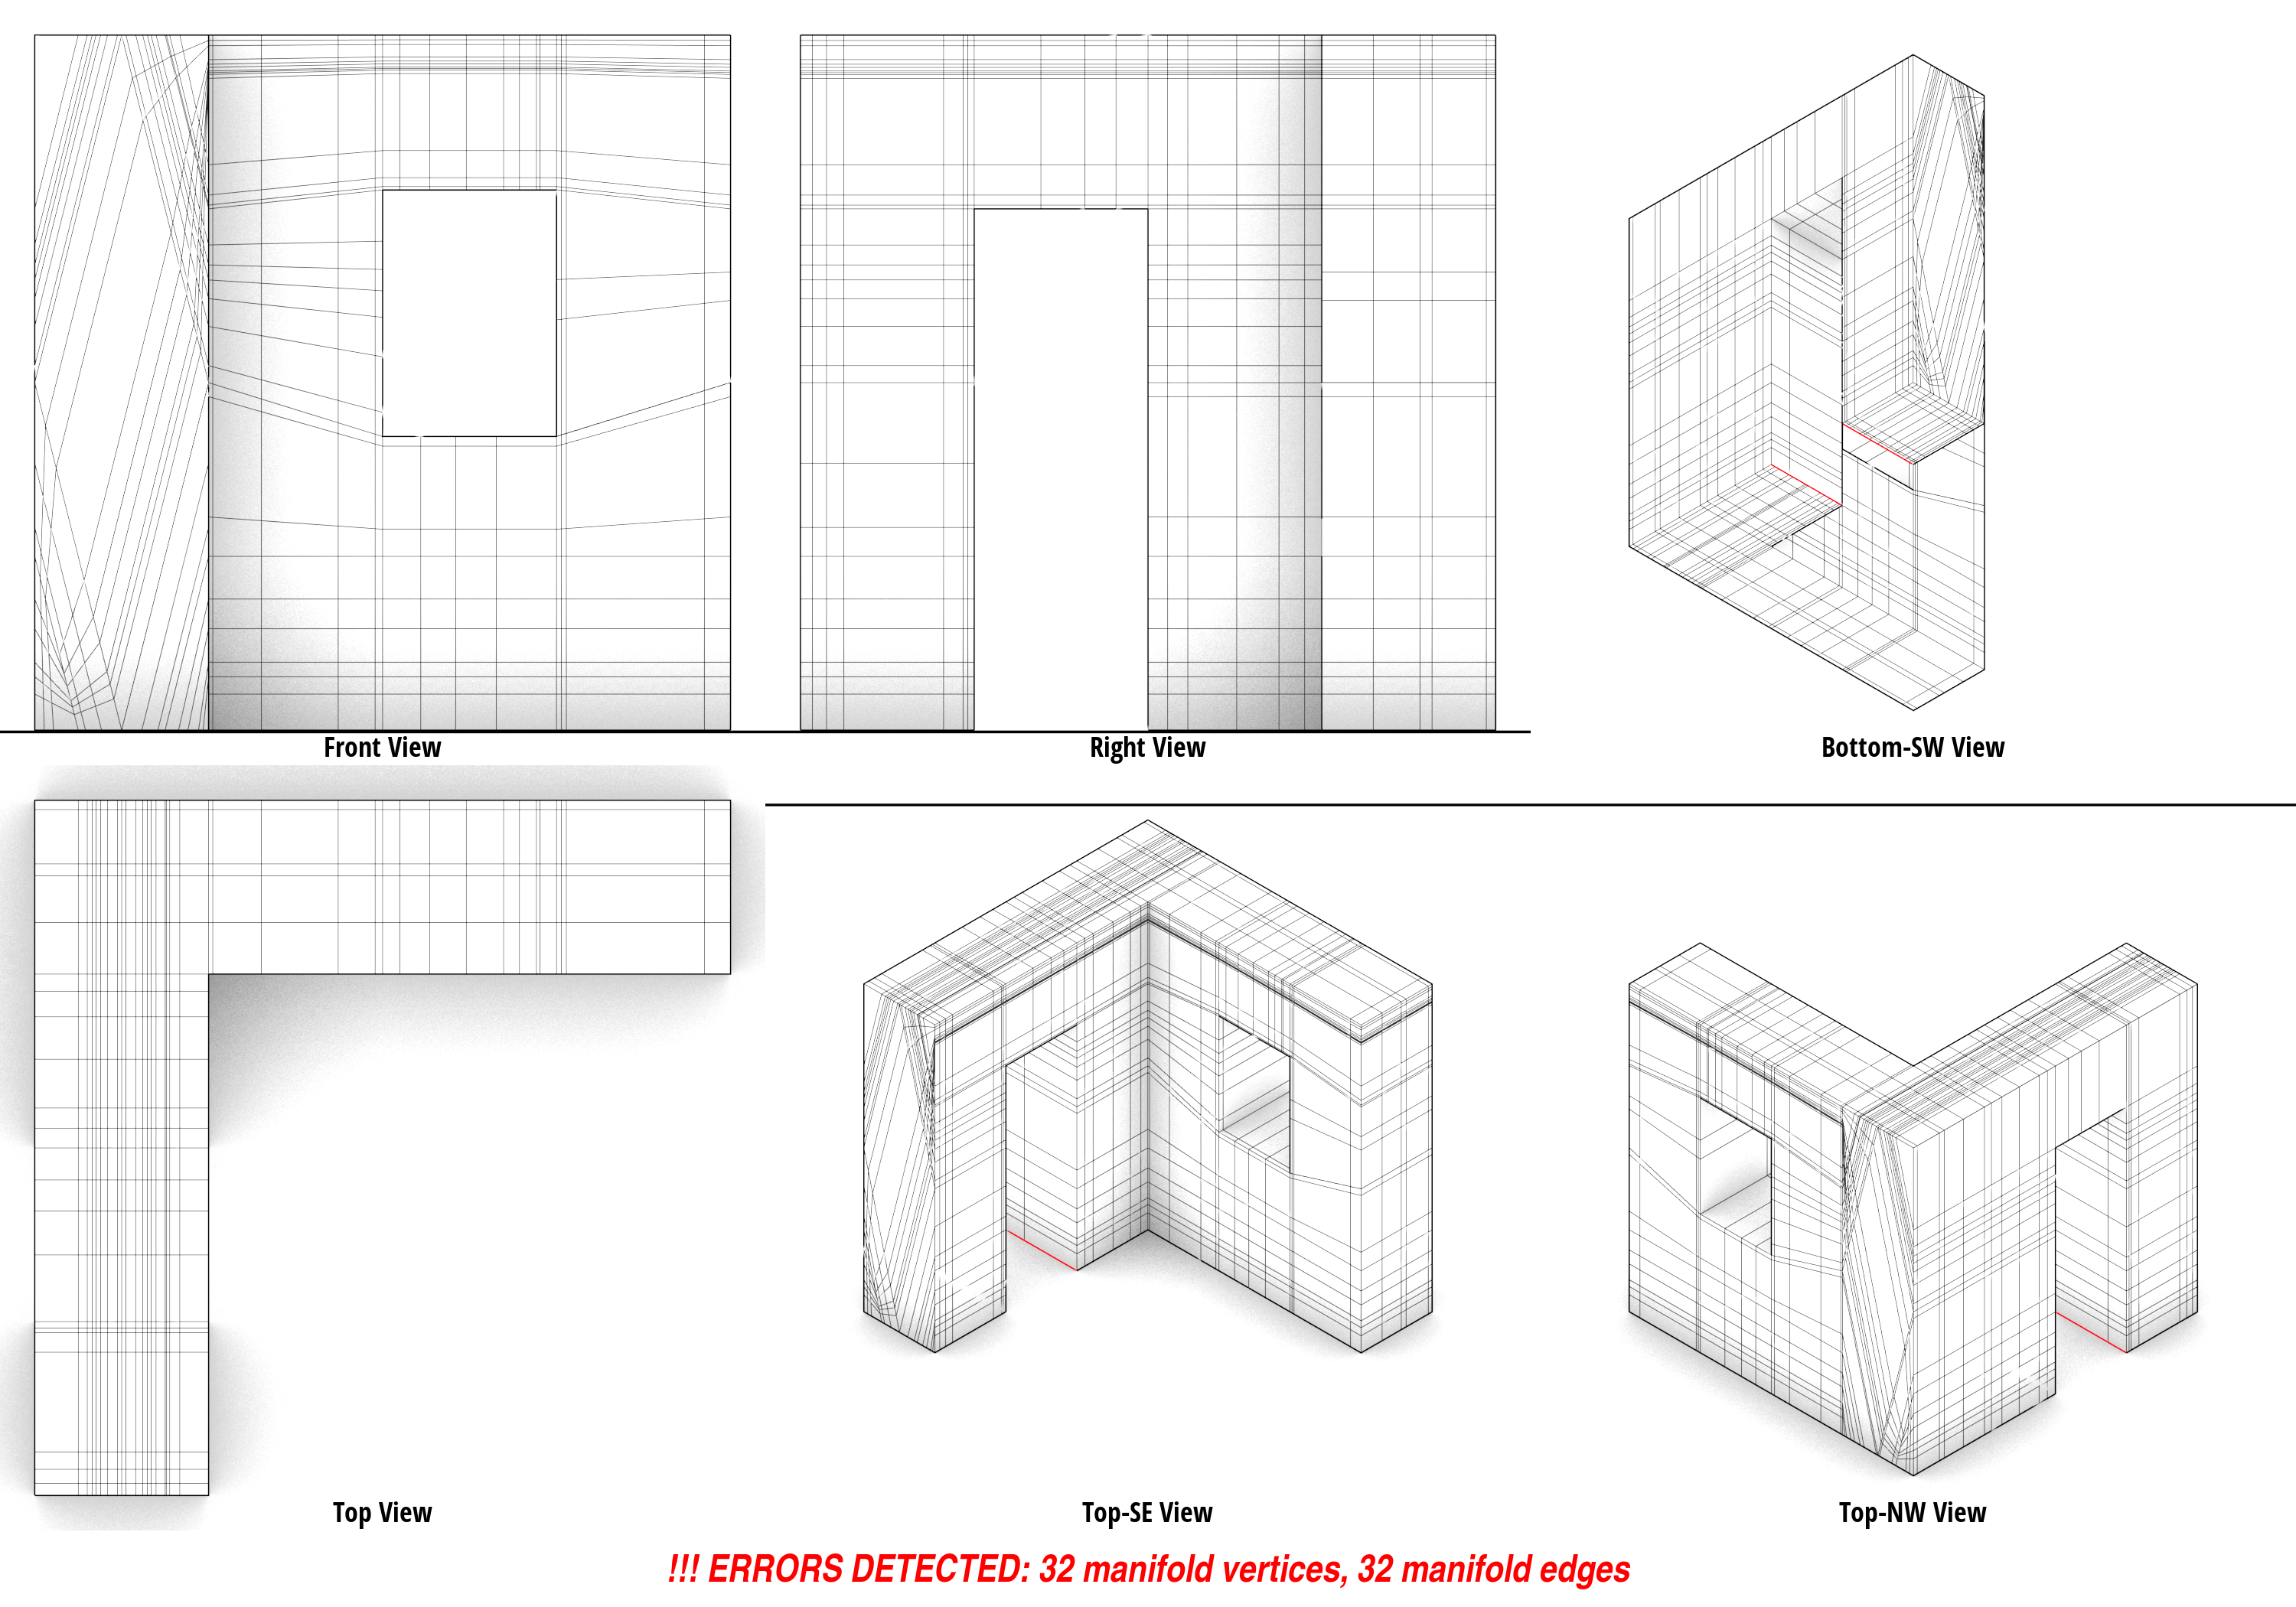 Front View
Right View
Bottom-SW View
Top View
Top-SE View
Top-NW View
!!! ERRORS DETECTED: 32 manifold vertices, 32 manifold edges